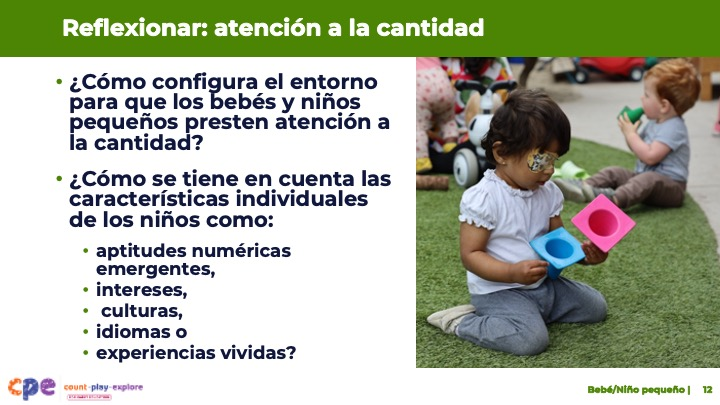 Reflexionar: atención a la cantidad
• ¿Cómo configura el entorno
para que los bebés y niños
pequeños presten atención a
la cantidad?
• ¿Cómo se tiene en cuenta las
características individuales
de los niños como:
• aptitudes numéricas
emergentes,
• intereses,
• culturas,
• idiomas o
• experiencias vividas?
cpe count·play·explore
Bebé/Niño pequeño | 12